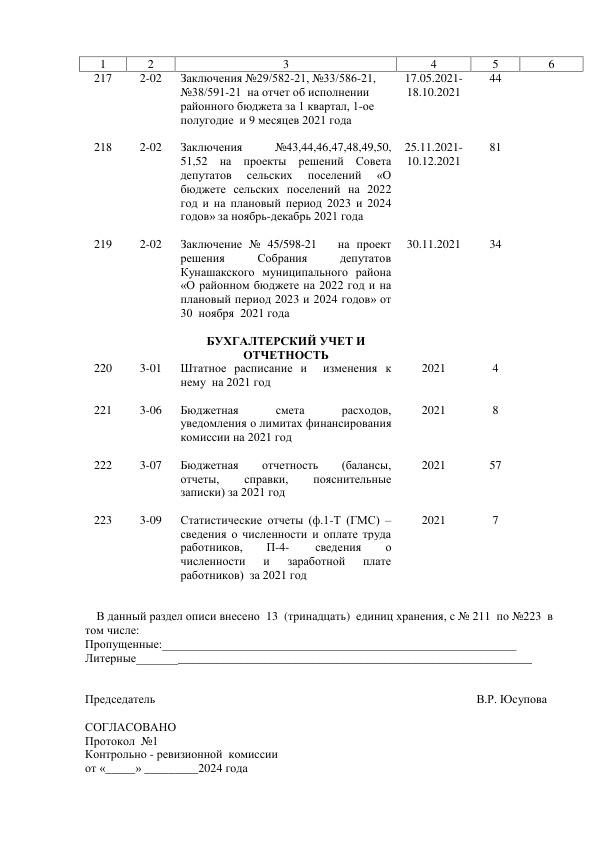 1 2 3 4 5 6
217 2-02 Заключения №29/582-21, №33/586-21, 17.05.2021- 44
№38/591-21 на отчет об исполнении 18.10.2021
районного бюджета за 1 квартал, 1-ое
полугодие и 9 месяцев 2021 года
218 2-02 Заключения №43,44,46,47,48,49,50, 25.11.2021- 81
51,52 на проекты решений Совета 10.12.2021
депутатов сельских поселений «О
бюджете сельских поселений на 2022
год и на плановый период 2023 и 2024
годов» за ноябрь-декабрь 2021 года
219 2-02 Заключение № 45/598-21 на проект 30.11.2021 34
решения Собрания депутатов
Кунашакского муниципального района
«О районном бюджете на 2022 год и на
плановый период 2023 и 2024 годов» от
30 ноября 2021 года
БУХГАЛТЕРСКИЙ УЧЕТ И
ОТЧЕТНОСТЬ
220 3-01 Штатное расписание и изменения к 2021 4
нему на 2021 год
221 3-06 Бюджетная смета расходов, 2021 8
уведомления о лимитах финансирования
комиссии на 2021 год
222 3-07 Бюджетная отчетность (балансы, 2021 57
отчеты, справки, пояснительные
записки) за 2021 год
223 3-09 Статистические отчеты (ф.1-Т (ГМС) – 2021 7
сведения о численности и оплате труда
работников, П-4- сведения о
численности и заработной плате
работников) за 2021 год
В данный раздел описи внесено 13 (тринадцать) единиц хранения, с № 211 по №223 в
том числе:
Пропущенные:____________________________________________________________
Литерные____________________________________________________________________
Председатель В.Р. Юсупова
СОГЛАСОВАНО
Протокол №1
Контрольно - ревизионной комиссии
от «_____» _________2024 года